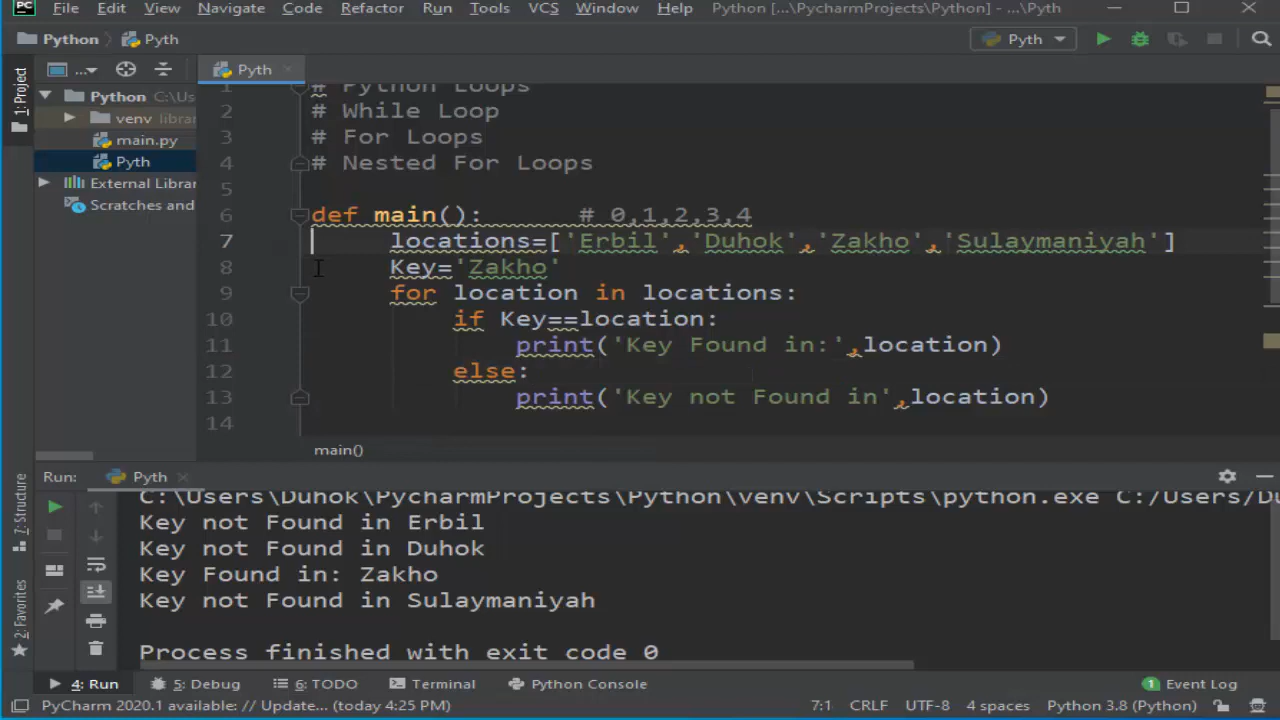 File Edit View Navigate Code Refactor Run Tools VCS Window Help Python [...\PycharmProjects\Python] - ...\Pyth
Python Pyth Pyth
1: Project ... Pyth
Python C:\Us
venv libra
main.py
Pyth
External Librar
Scratches and
1 # Python Loops
2 # While Loop
3 # For Loops
4 # Nested For Loops
5
6 def main(): # 0,1,2,3,4
7 locations=['Erbil','Duhok','Zakho','Sulaymaniyah']
8 Key='Zakho'
9 for location in locations:
10 if Key==location:
11 print('Key Found in:',location)
12 else:
13 print('Key not Found in',location)
14
main()
Run: Pyth
C:\Users\Duhok\PycharmProjects\Python\venv\Scripts\python.exe C:/Users/Du
Key not Found in Erbil
Key not Found in Duhok
Key Found in: Zakho
Key not Found in Sulaymaniyah
Process finished with exit code 0
7: Structure
2: Favorites
4: Run 5: Debug 6: TODO Terminal Python Console 1 Event Log
PyCharm 2020.1 available: // Update... (today 4:25 PM) 7:1 CRLF UTF-8 4 spaces Python 3.8 (Python)